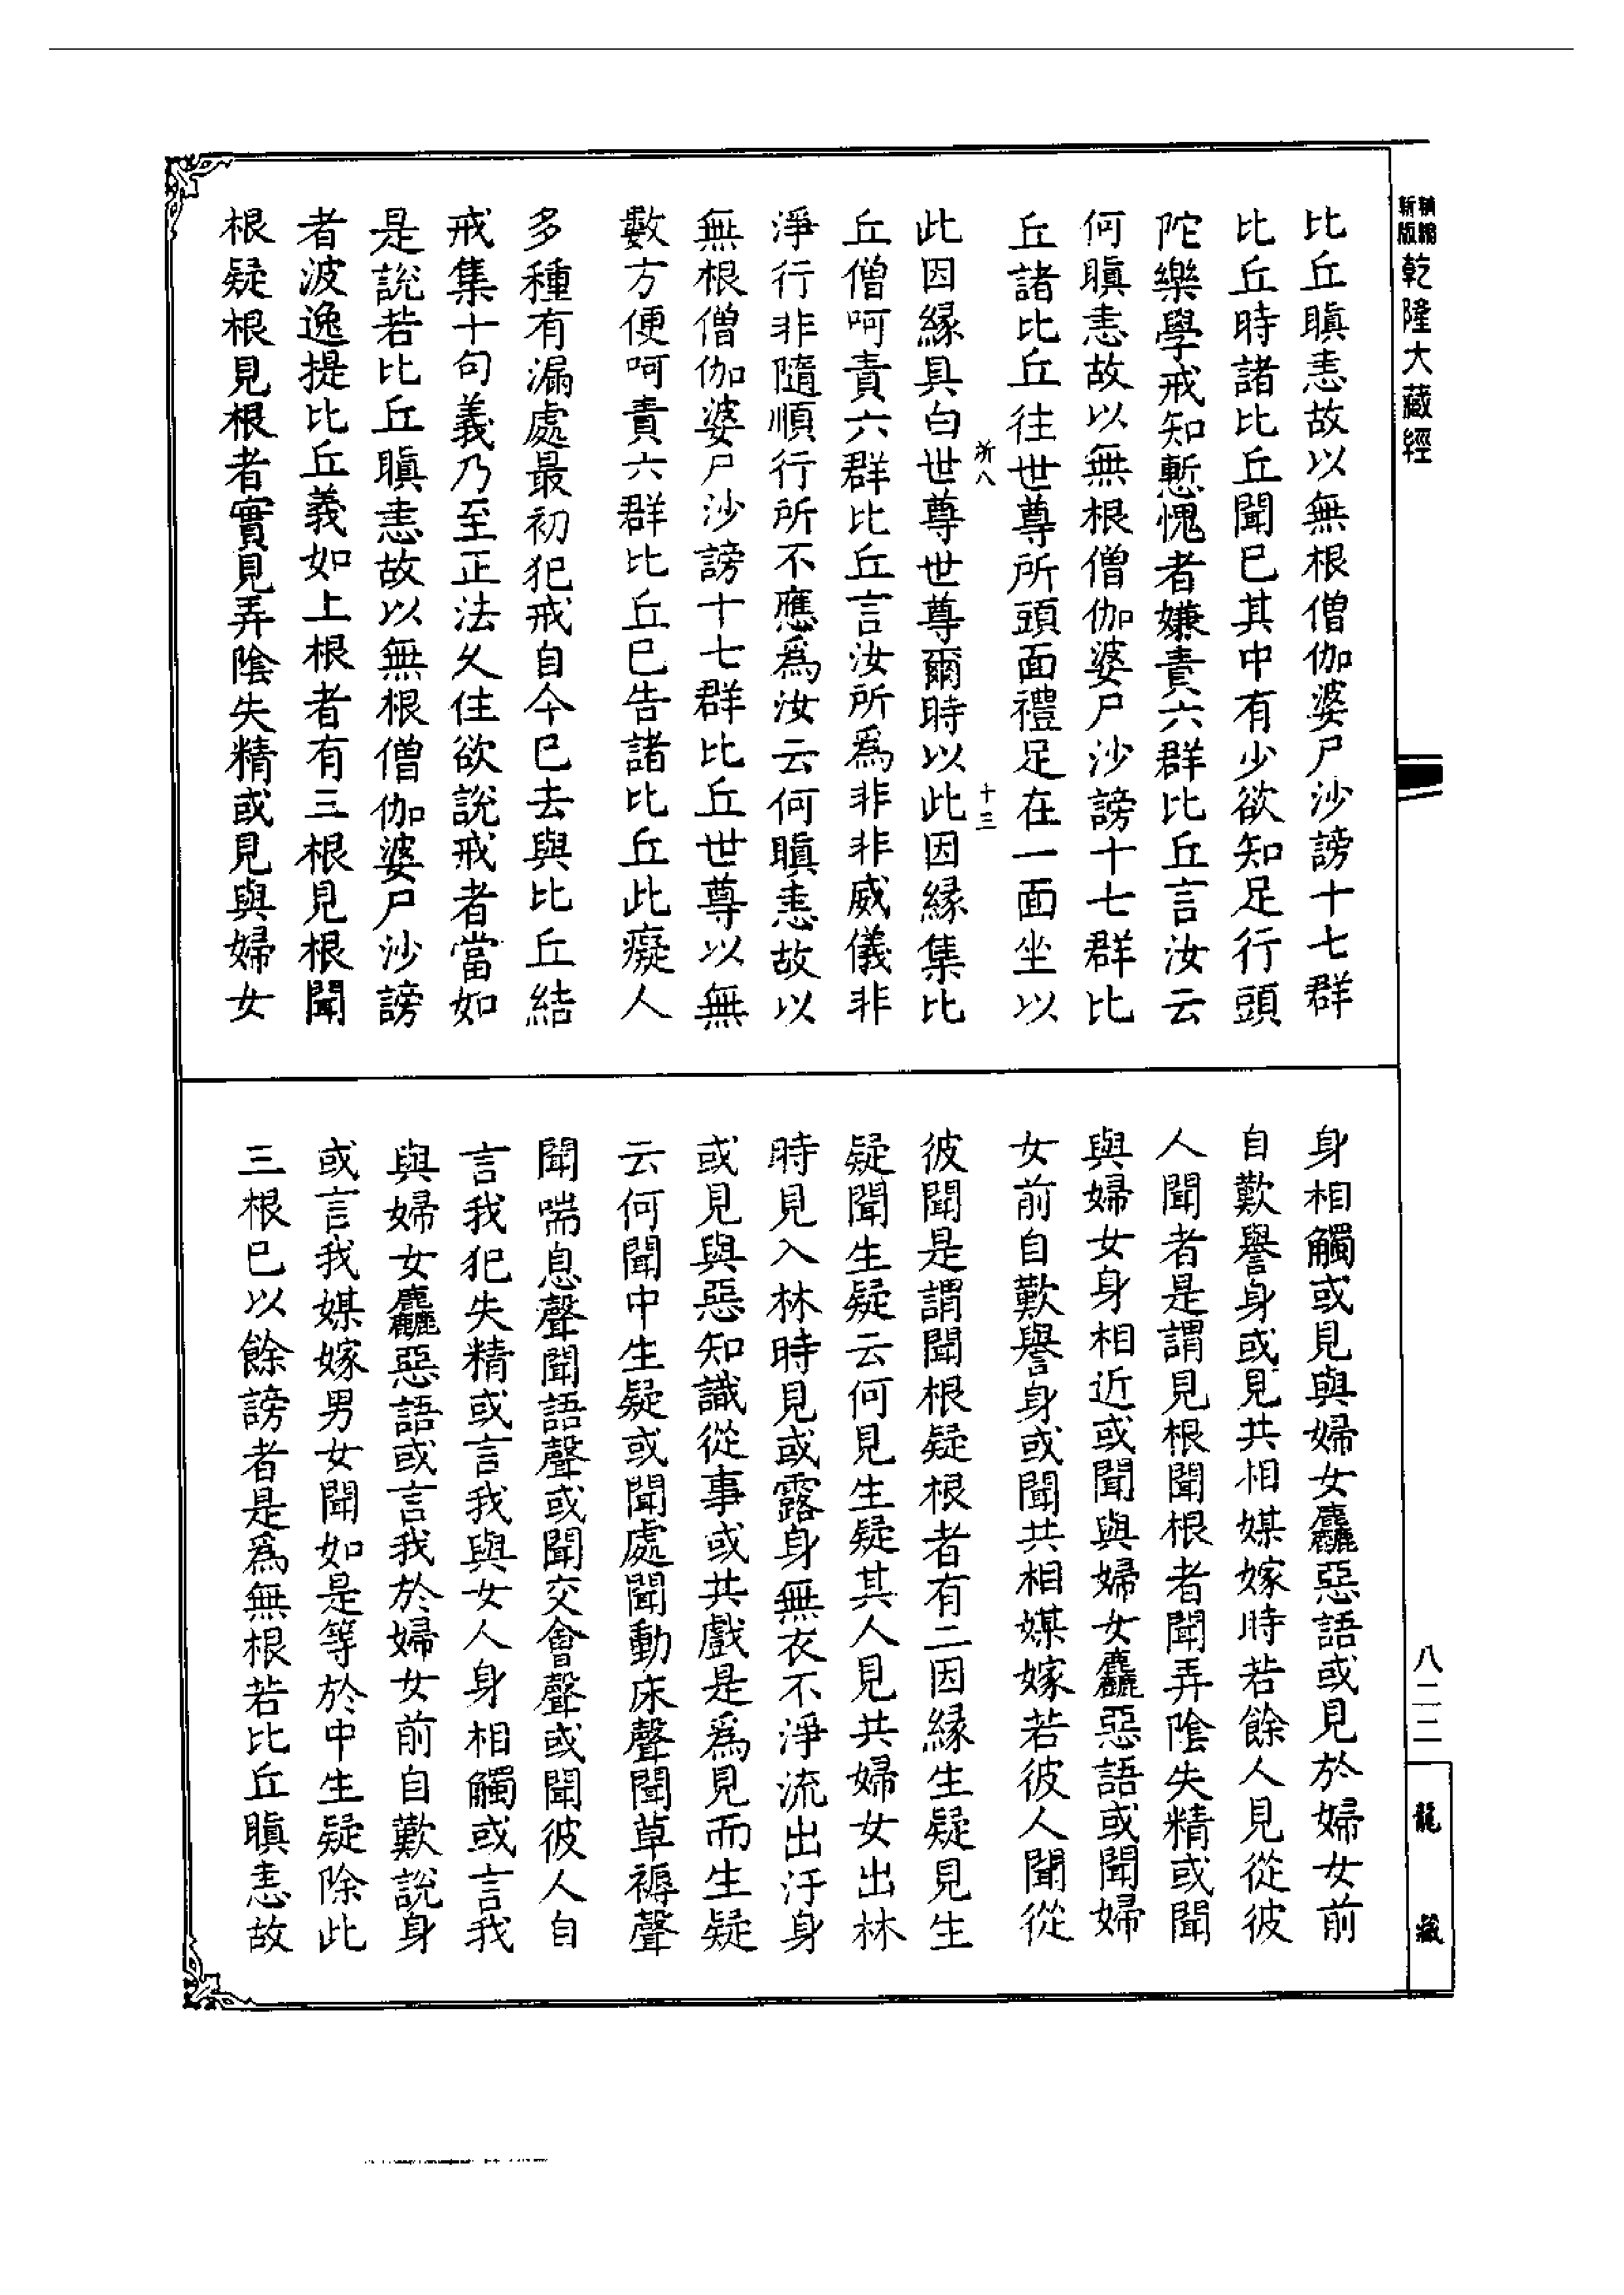 精編
新版
乾隆大藏經
比丘瞋恚故以無根僧伽婆尸沙謗十七群
比丘時諸比丘聞已其中有少欲知足行頭
陀樂學戒知慙愧者嫌責六群比丘言汝云
何瞋恚故以無根僧伽婆尸沙謗十七群比
丘諸比丘往世尊所頭面禮足在一面坐以
所八
十三
此因緣具白世尊世尊爾時以此因緣集比
丘僧呵責六群比丘言汝所爲非非威儀非
淨行非隨順行所不應爲汝云何瞋恚故以
無根僧伽婆尸沙謗十七群比丘世尊以無
數方便呵責六群比丘已告諸比丘此癡人
多種有漏處最初犯戒自今已去與比丘結
戒集十句義乃至正法久住欲說戒者當如
是說若比丘瞋恚故以無根僧伽婆尸沙謗
者波逸提比丘義如上根者有三根見根聞
根疑根見根者實見弄陰失精或見與婦女
身相觸或見與婦女麤惡語或見於婦女前
自歎譽身或見共相媒嫁時若餘人見從彼
人聞者是謂見根聞根者聞弄陰失精或聞
與婦女身相近或聞與婦女麤惡語或聞婦
女前自歎譽身或聞共相媒嫁若彼人聞從
彼聞是謂聞根疑根者有二因緣生疑見生
疑聞生疑云何見生疑其人見共婦女出林
時見入林時見或露身無衣不淨流出汙身
或見與惡知識從事或共戲是爲見而生疑
云何聞中生疑或聞處聞動床聲聞草褥聲
聞喘息聲聞語聲或聞交會聲或聞彼人自
言我犯失精或言我與女人身相觸或言我
與婦女麤惡語或言我於婦女前自歎說身
或言我媒嫁男女聞如是等於中生疑除此
三根已以餘謗者是爲無根若比丘瞋恚故
八二二
龍藏